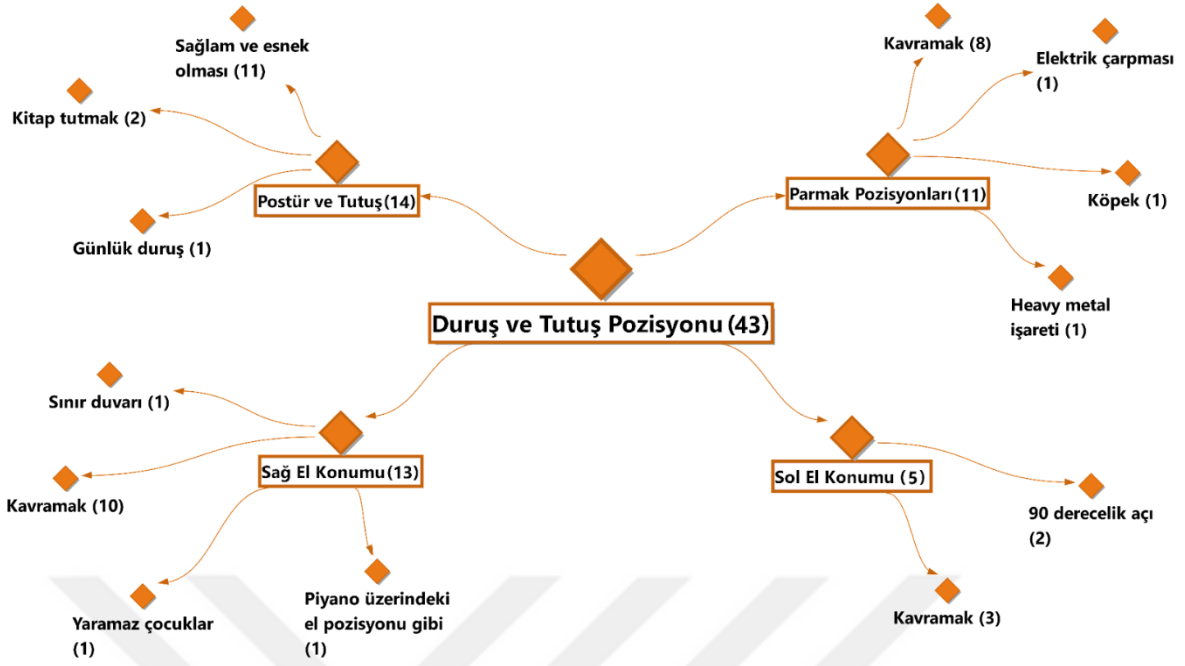 Sağlam ve esnek
olması (11)
Kitap tutmak (2)
Günlük duruş (1)
Postür ve Tutuş(14)
Kavramak (8)
Elektrik çarpması
(1)
Köpek (1)
Heavy metal
işareti (1)
Parmak Pozisyonları(11)
Duruş ve Tutuş Pozisyonu(43)
Sınır duvarı (1)
Kavramak (10)
Yaramaz çocuklar
(1)
Piyano üzerindeki
el pozisyonu gibi
(1)
Sağ El Konumu(13)
Sol El Konumu (5)
90 derecelik açı
(2)
Kavramak (3)